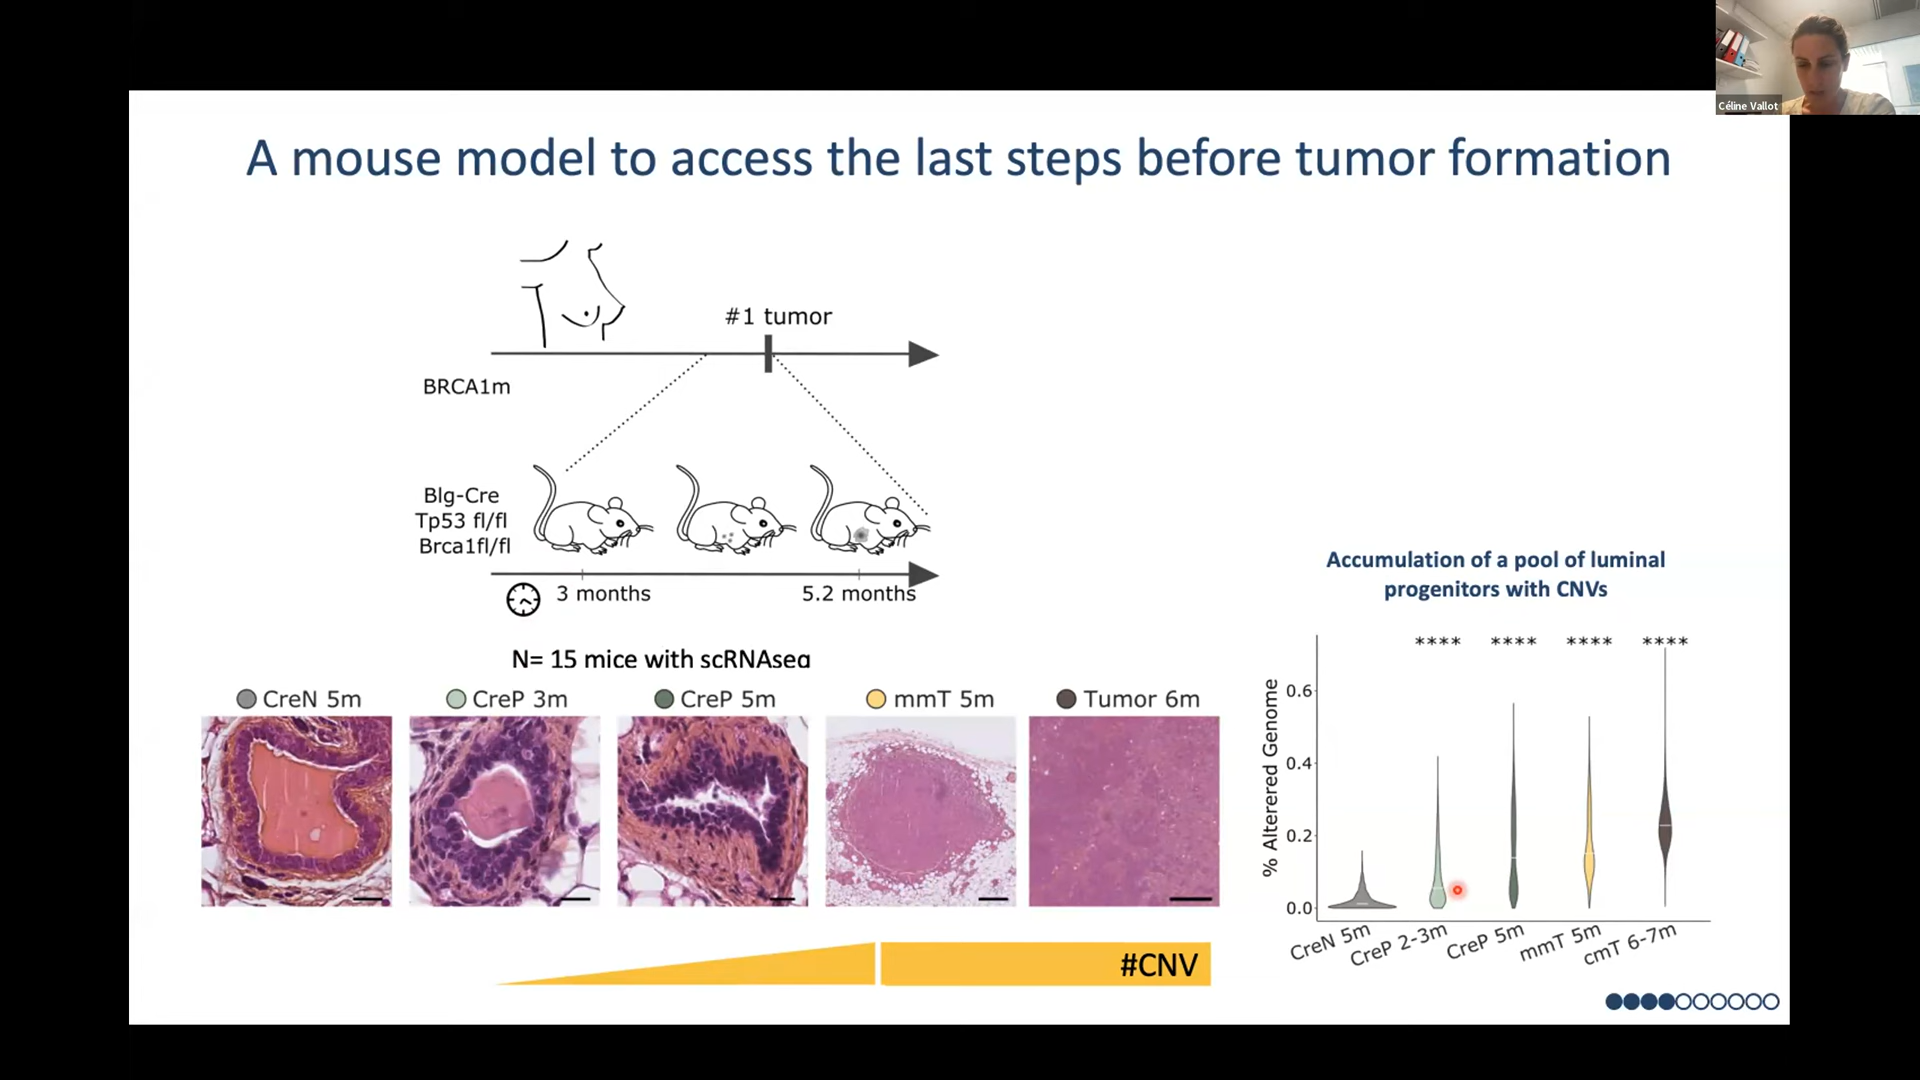 Céline Vallot
A mouse model to access the last steps before tumor formation
#1 tumor
BRCA1m
Blg-Cre
Tp53 fl/fl
Brca1fl/fl
3 months
5.2 months
N= 15 mice with scRNAseq
CreN 5m
CreP 3m
CreP 5m
mmT 5m
Tumor 6m
#CNV
Accumulation of a pool of luminal
progenitors with CNVs
**** **** **** ****
% Alterered Genome
0.6
0.4
0.2
0.0
CreN 5m
CreP 2-3m
CreP 5m
mmT 5m
cmT 6-7m